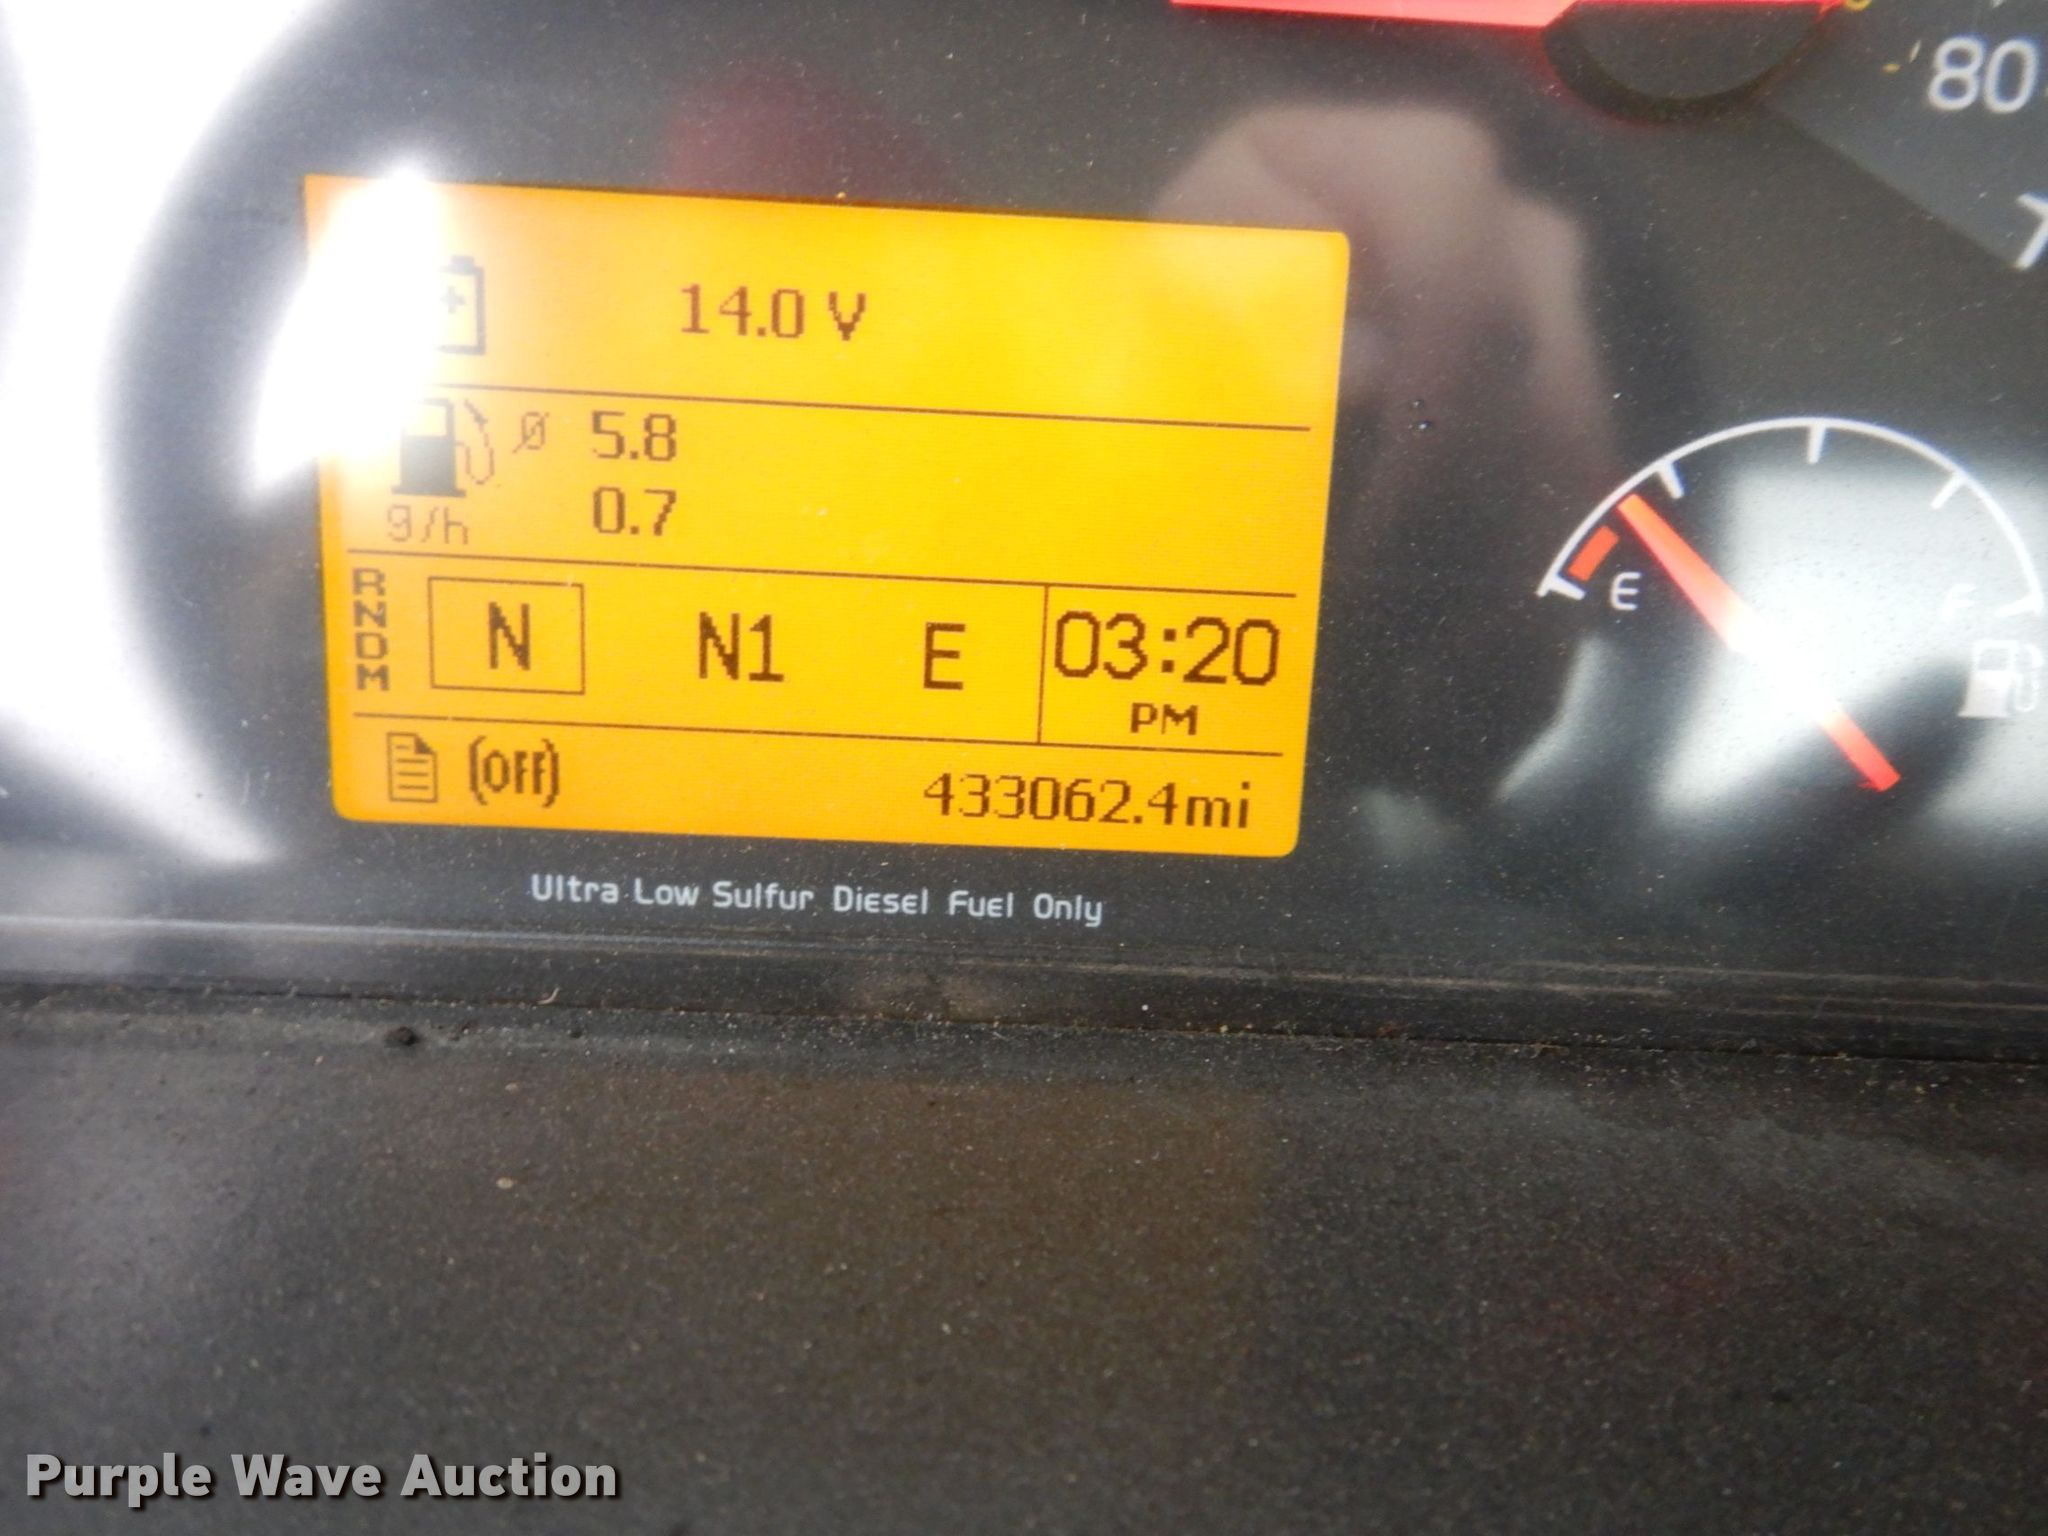 80
14.0 V
Ø 5.8
g/h 0.7
RNDM
N N1 E 03:20
PM
(OFF) 433062.4mi
E
F
Ultra Low Sulfur Diesel Fuel Only
Purple Wave Auction